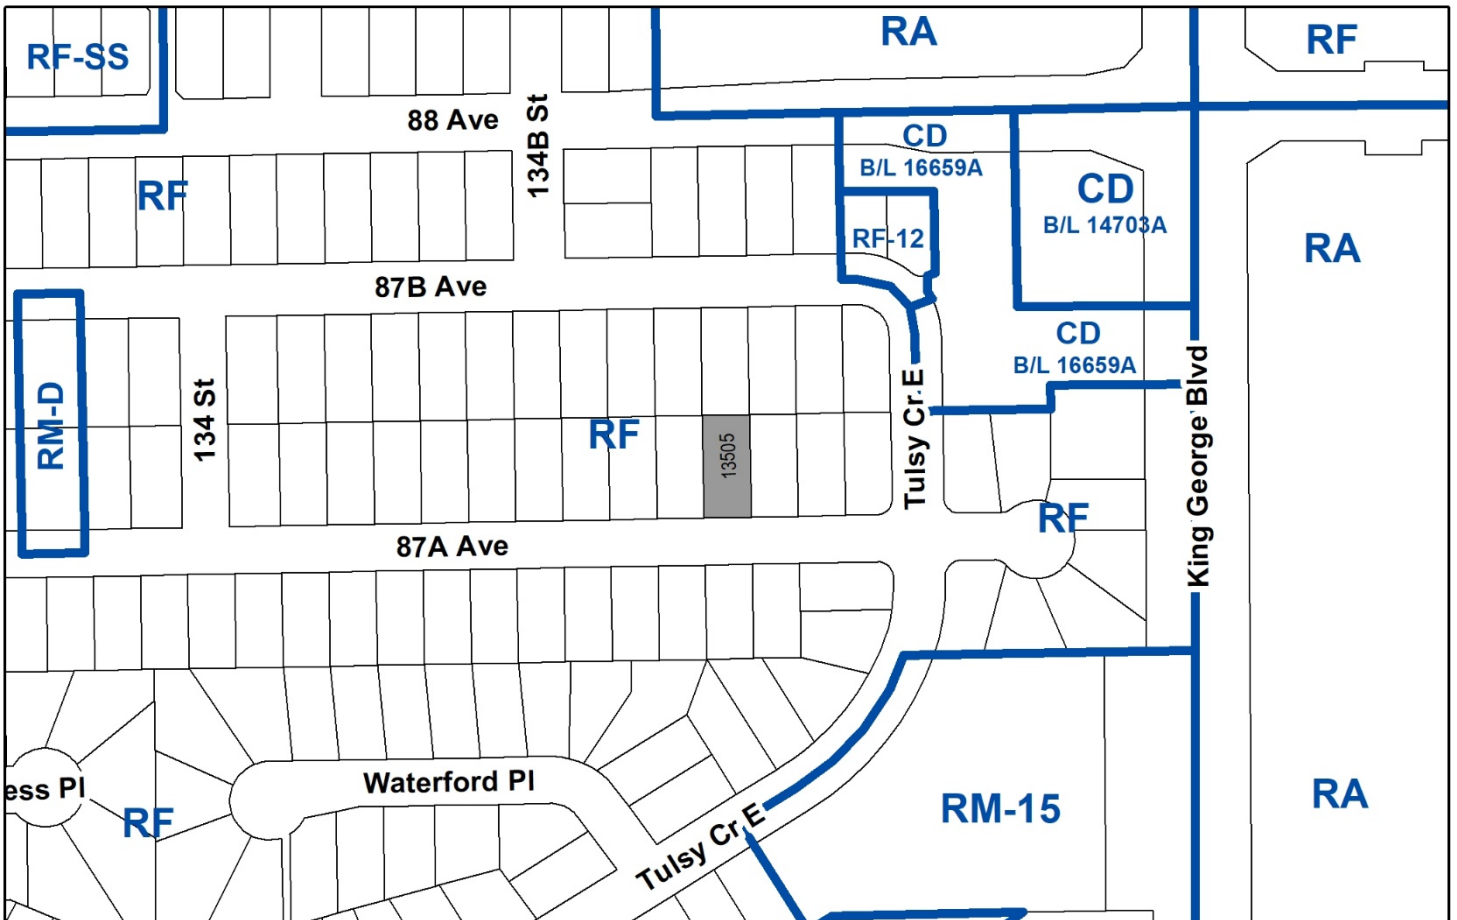 RA
RF
RF-SS
88 Ave
134B St
CD
B/L 16659A
RF
CD
B/L 14703A
RF-12
RA
87B Ave
CD
B/L 16659A
RM-D
134 St
RF
13505
Tulsy Cr E
King George Blvd
RF
87A Ave
ess Pl
Waterford Pl
RF
Tulsy Cr E
RM-15
RA